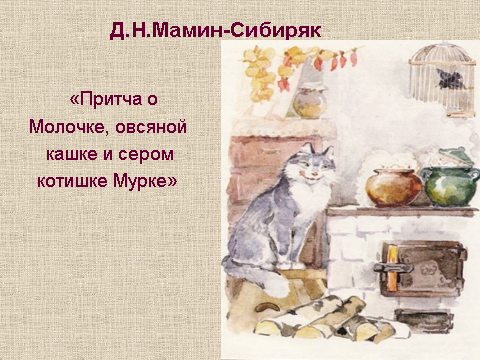 Д.Н.Мамин-Сибиряк
«Притча о
Молочке, овсяной
кашке и сером
котишке Мурке»